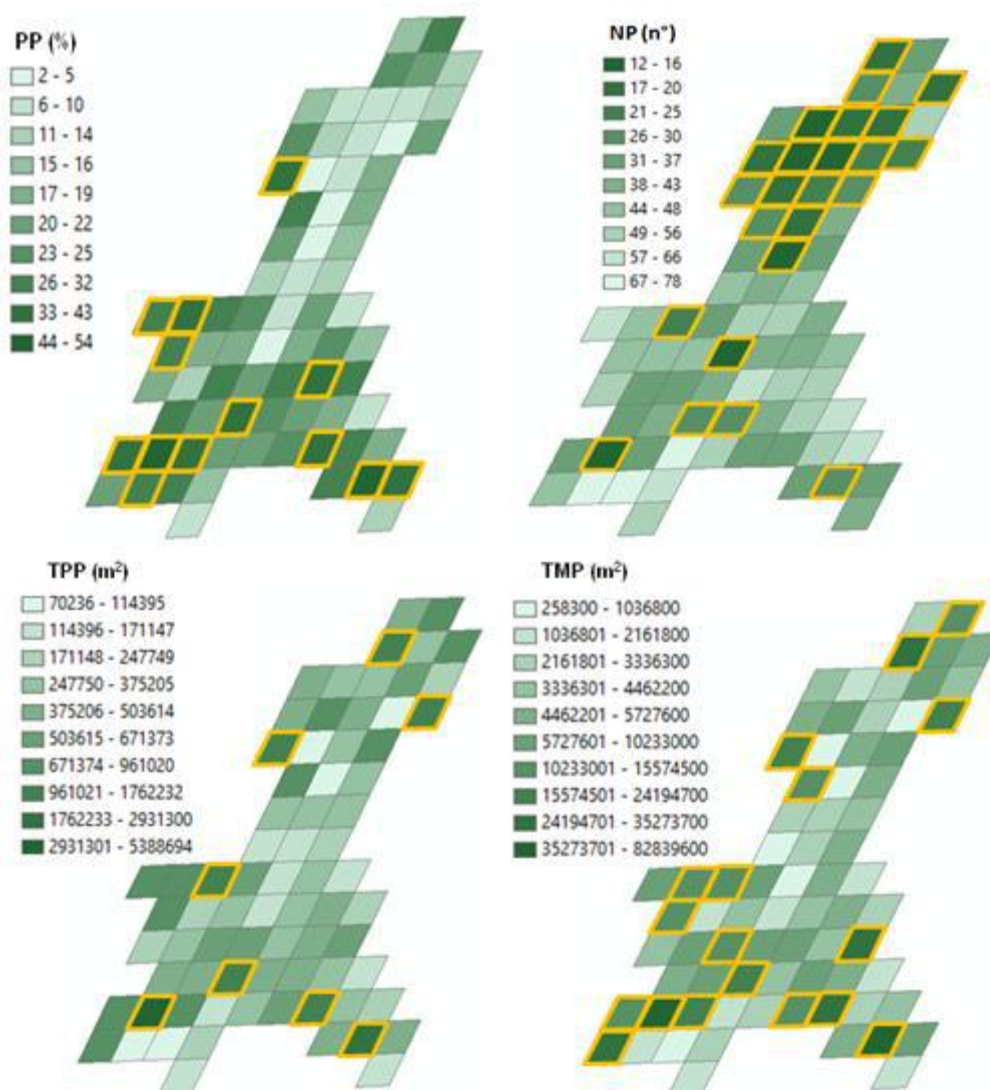 PP (%)
2 - 5
6 - 10
11 - 14
15 - 16
17 - 19
20 - 22
23 - 25
26 - 32
33 - 43
44 - 54
NP (n°)
12 - 16
17 - 20
21 - 25
26 - 30
31 - 37
38 - 43
44 - 48
49 - 56
57 - 66
67 - 78
TPP (m²)
70236 - 114395
114396 - 171147
171148 - 247749
247750 - 375205
375206 - 503614
503615 - 671373
671374 - 961020
961021 - 1762232
1762233 - 2931300
2931301 - 5388694
TMP (m²)
258300 - 1036800
1036801 - 2161800
2161801 - 3336300
3336301 - 4462200
4462201 - 5727600
5727601 - 10233000
10233001 - 15574500
15574501 - 24194700
24194701 - 35273700
35273701 - 82839600